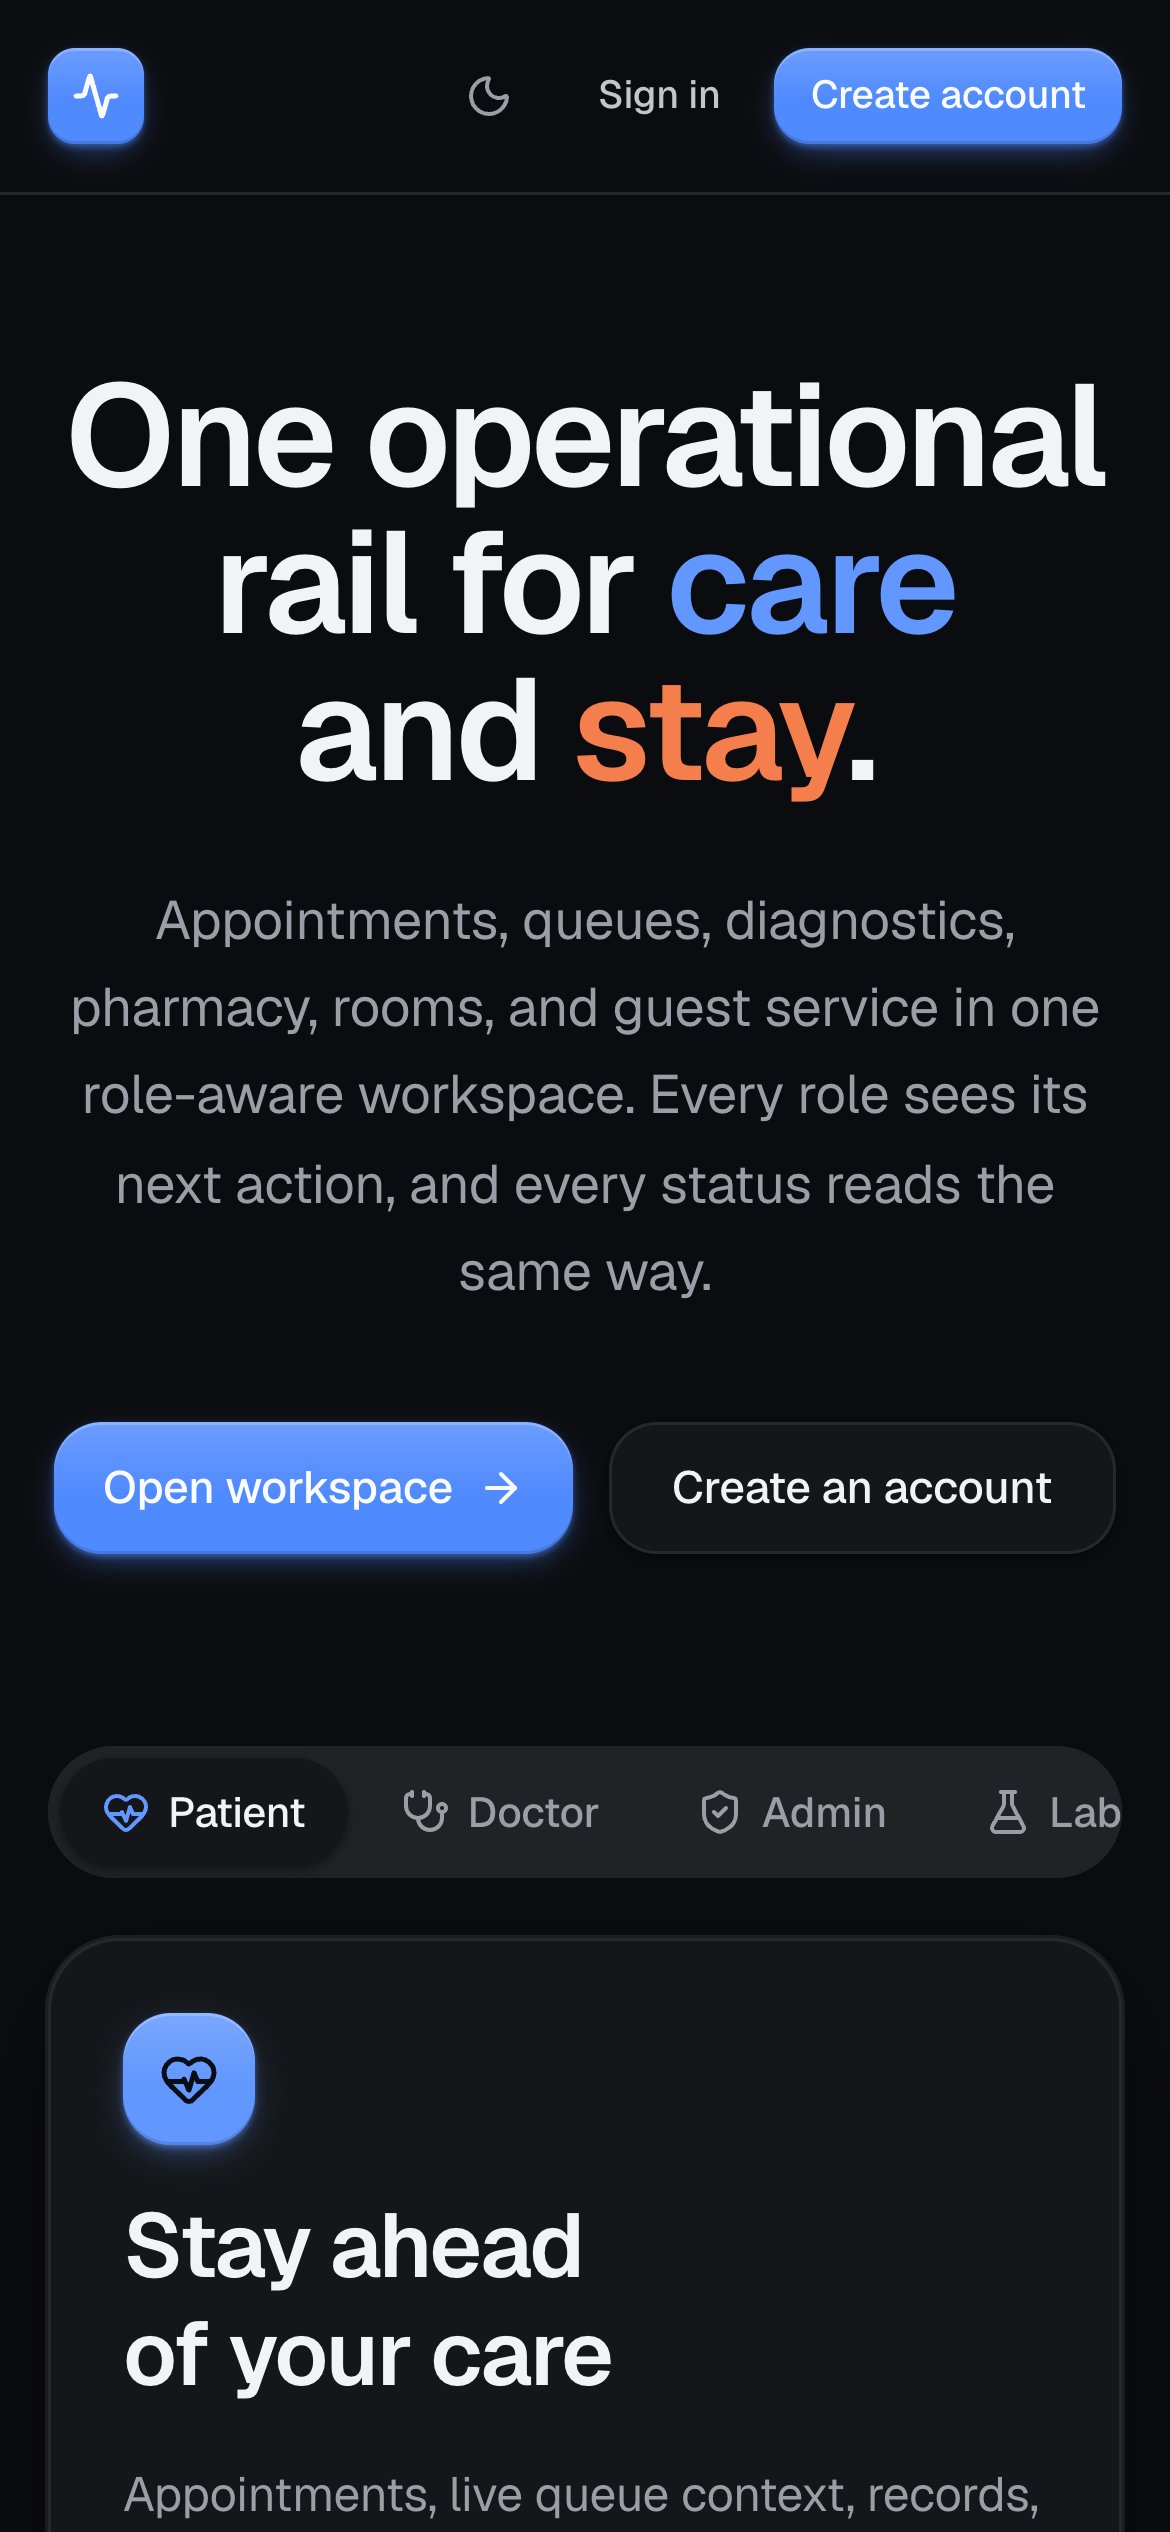 Sign in
Create account
One operational
rail for care
and stay.
Appointments, queues, diagnostics,
pharmacy, rooms, and guest service in one
role-aware workspace. Every role sees its
next action, and every status reads the
same way.
Open workspace
Create an account
Patient
Doctor
Admin
Lab
Stay ahead
of your care
Appointments, live queue context, records,